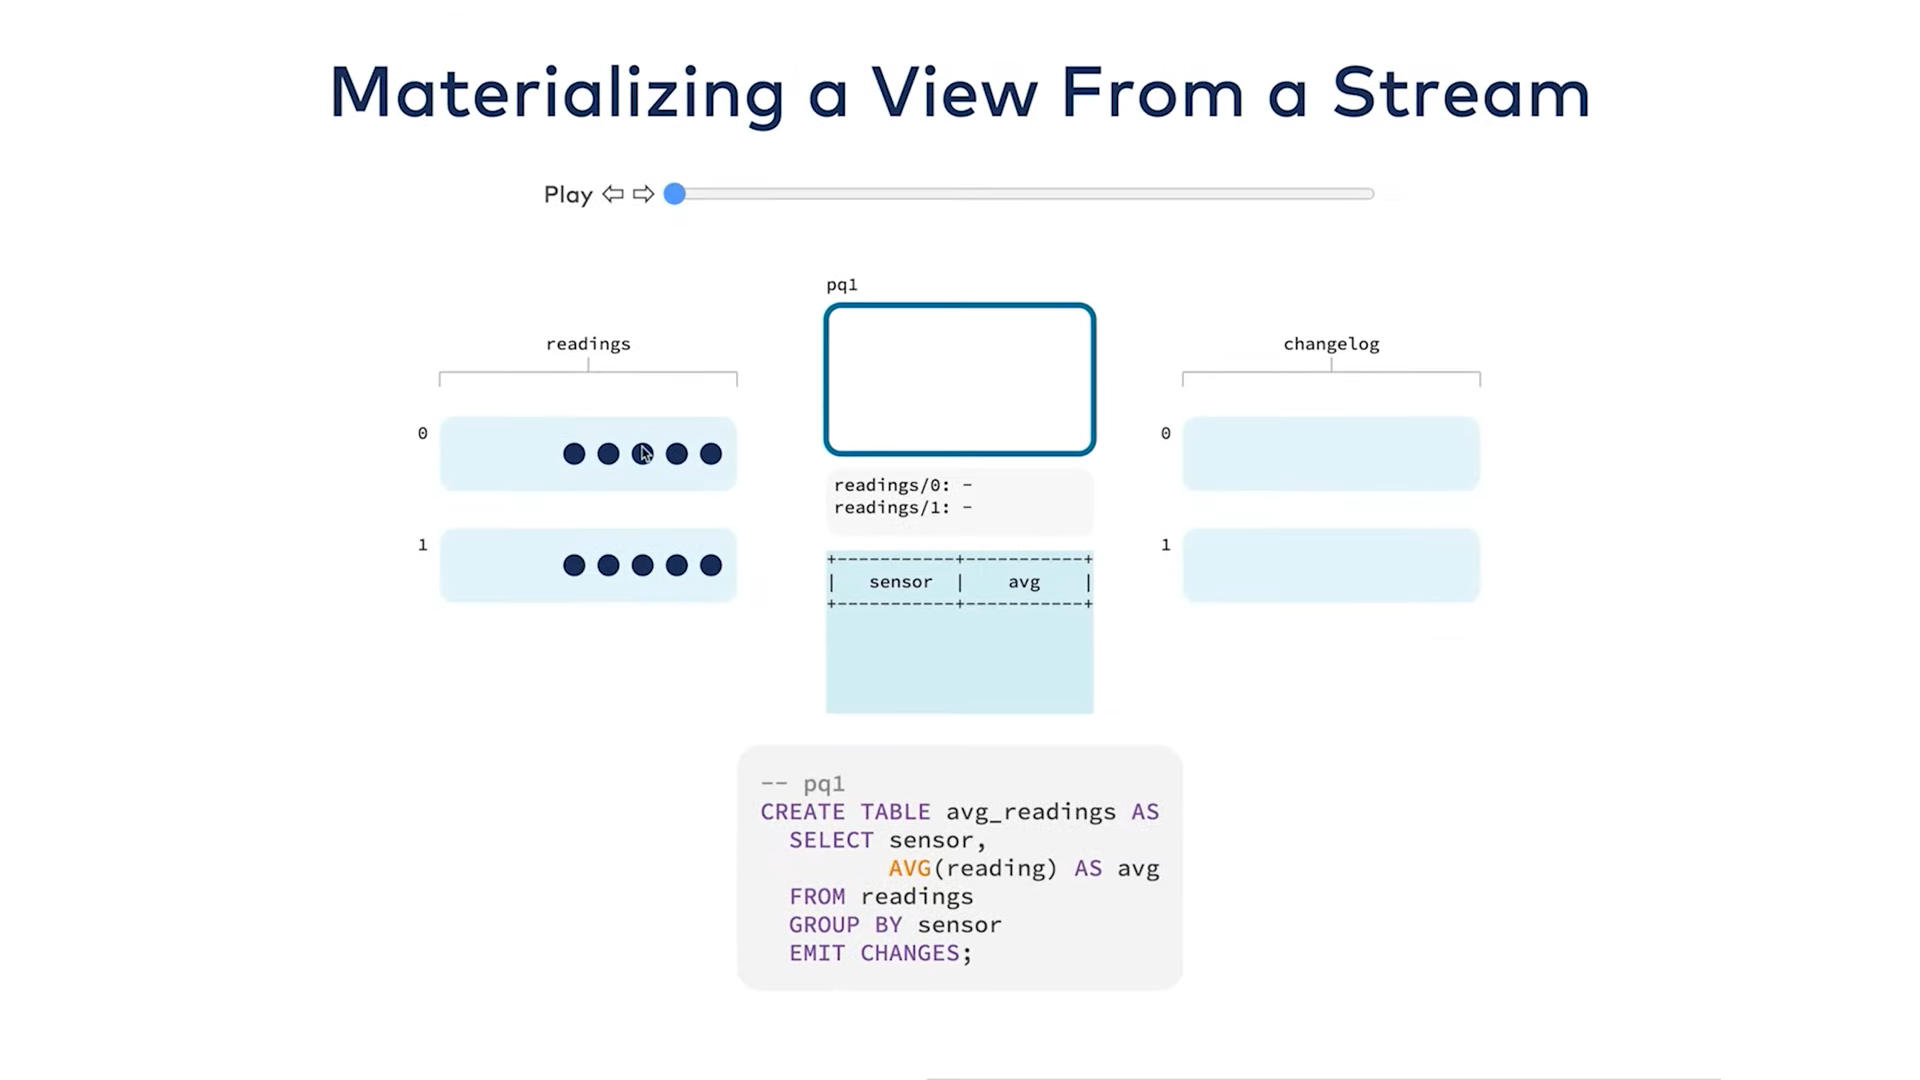 Materializing a View From a Stream
Play ⇦ ⇨
pq1
readings
changelog
0
0
readings/0: -
readings/1: -
1
1
+-----------+-----------+
| sensor | avg |
+-----------+-----------+
-- pq1
CREATE TABLE avg_readings AS
SELECT sensor,
AVG(reading) AS avg
FROM readings
GROUP BY sensor
EMIT CHANGES;